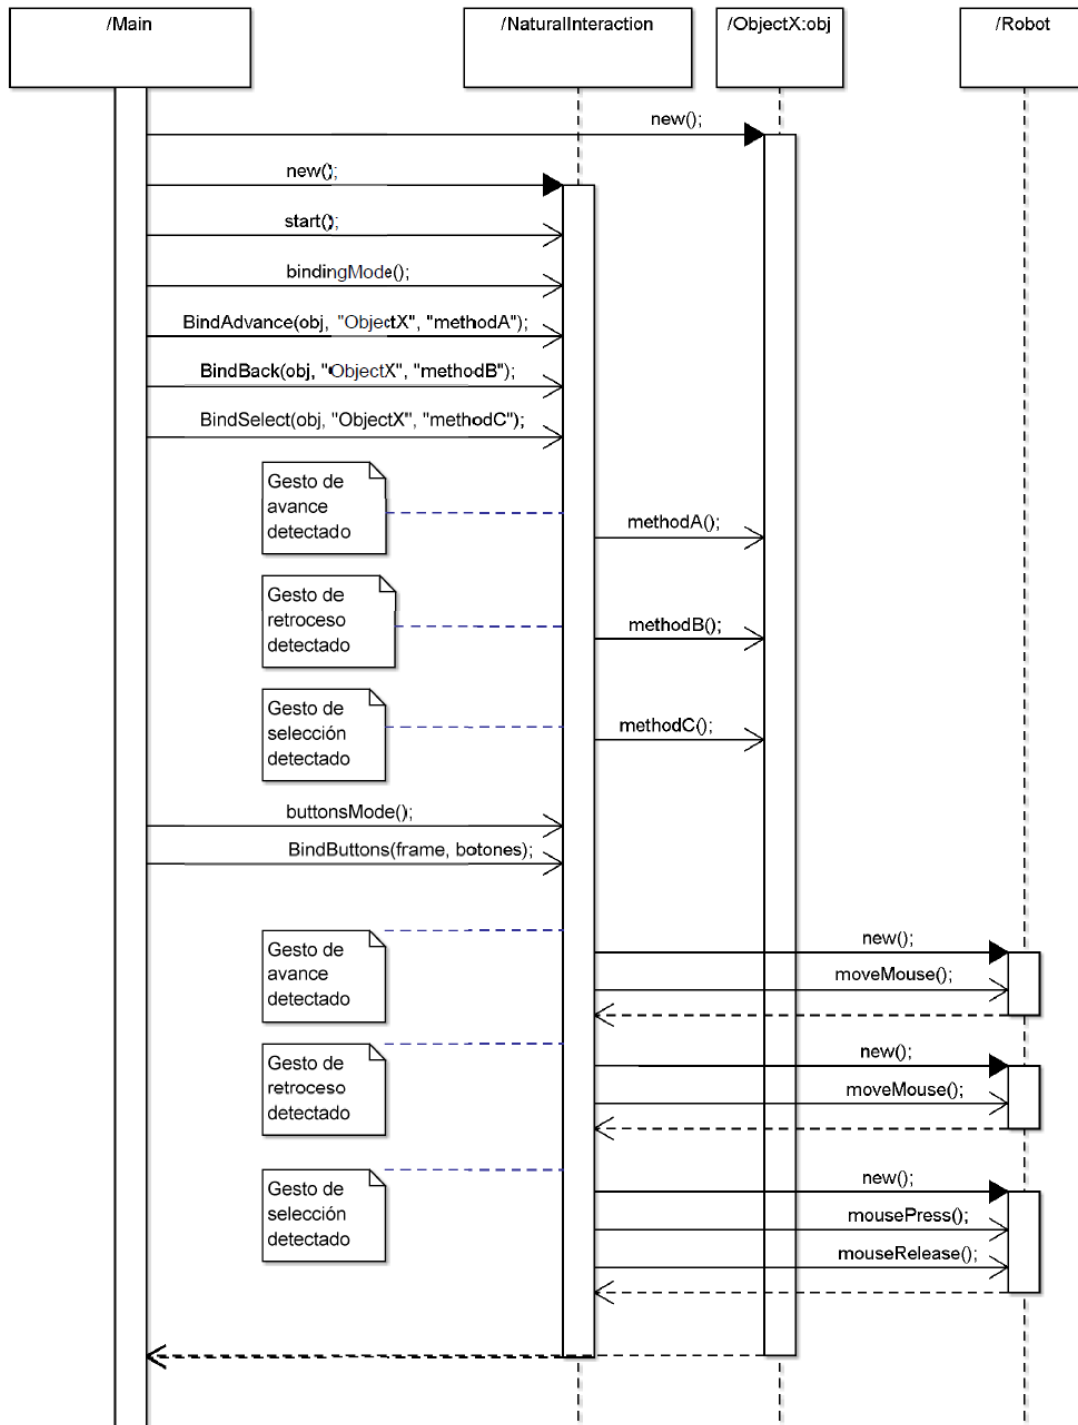 /Main
/NaturalInteraction
/ObjectX:obj
/Robot
new();
new();
start();
bindingMode();
BindAdvance(obj, "ObjectX", "methodA");
BindBack(obj, "ObjectX", "methodB");
BindSelect(obj, "ObjectX", "methodC");
Gesto de
avance
detectado
methodA();
Gesto de
retroceso
detectado
methodB();
Gesto de
selección
detectado
methodC();
buttonsMode();
BindButtons(frame, botones);
Gesto de
avance
detectado
new();
moveMouse();
Gesto de
retroceso
detectado
new();
moveMouse();
Gesto de
selección
detectado
new();
mousePress();
mouseRelease();